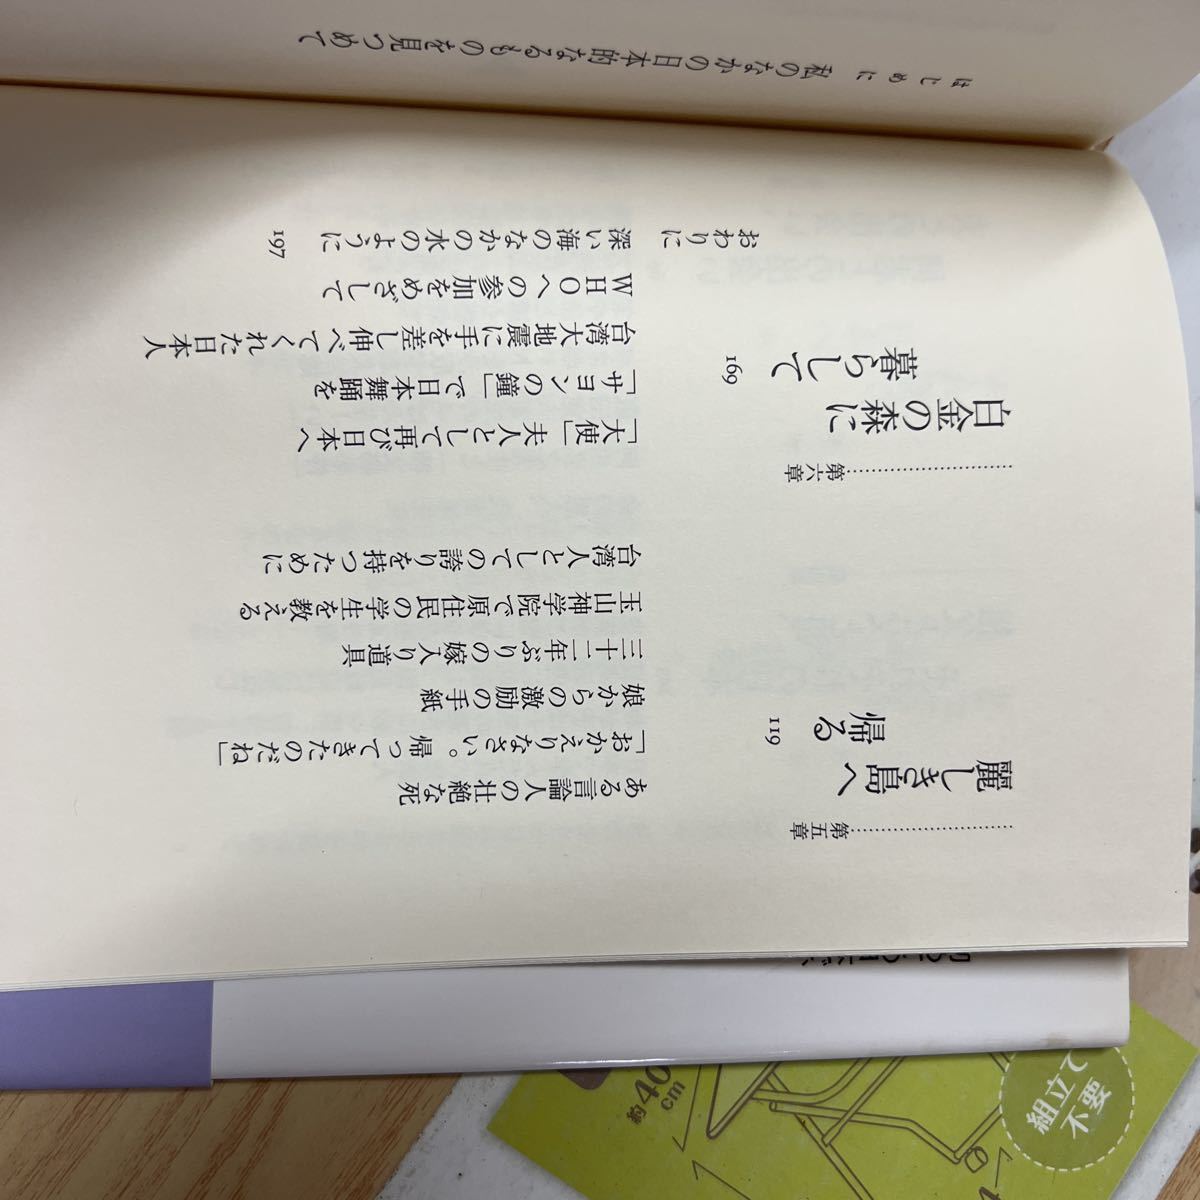 第五章
麗しき島へ
帰る
119
ある言論人の壮絶な死
「おかえりなさい。帰ってきたのだね」
娘からの激励の手紙
三十二年ぶりの嫁入り道具
玉山神学院で原住民の学生を教える
台湾人としての誇りを持つために
第六章
白金の森に
暮らして
169
「大使」夫人として再び日本へ
「サヨンの鐘」で日本舞踊を
台湾大地震に手を差し伸べてくれた日本人
WHOへの参加をめざして
おわりに
深い海のなかの水のように
197
はじめに 私のなかの日本的なるものを見つめて
約40cm
組立て
不要